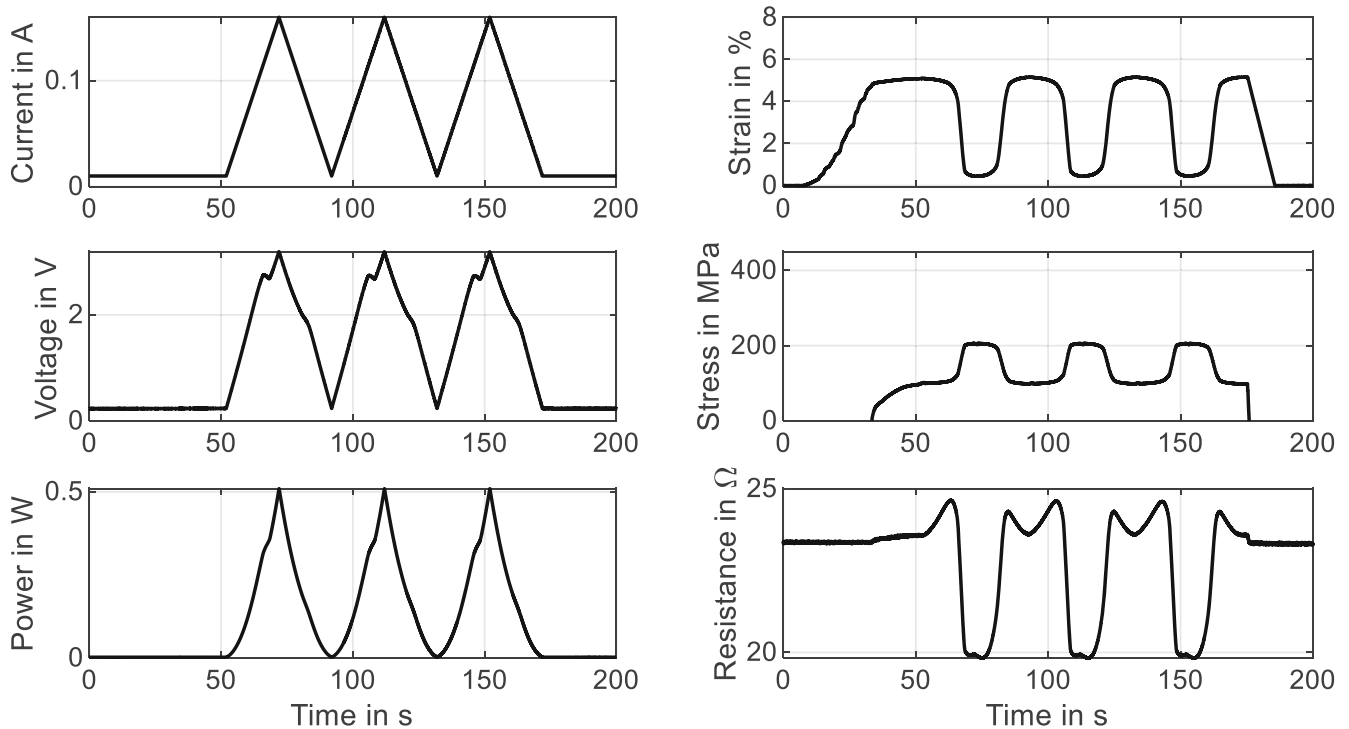 Current in A
0.1
0
0 50 100 150 200
Strain in %
8
6
4
2
0
0 50 100 150 200
Voltage in V
2
0
0 50 100 150 200
Stress in MPa
400
200
0
0 50 100 150 200
Power in W
0.5
0
0 50 100 150 200
Time in s
Resistance in Ω
25
20
0 50 100 150 200
Time in s